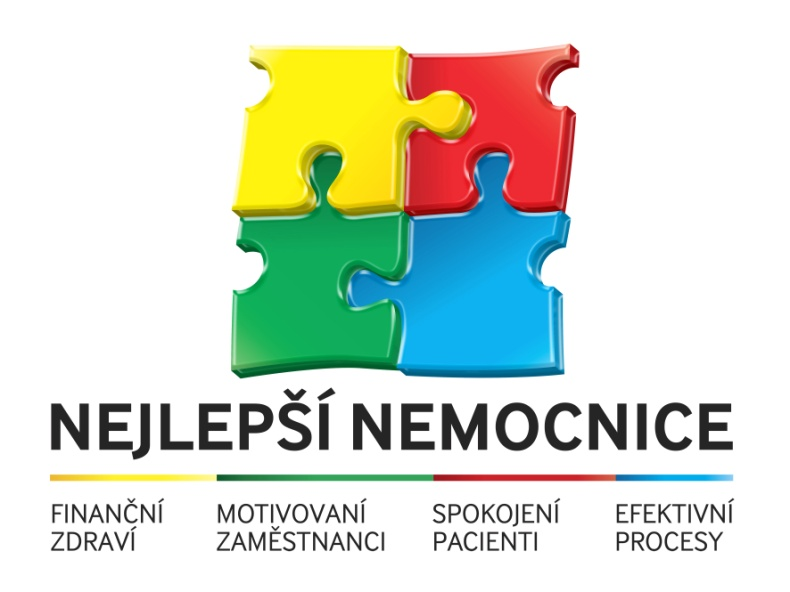 NEJLEPŠÍ NEMOCNICE
FINANČNÍ
ZDRAVÍ
MOTIVOVANÍ
ZAMĚSTNANCI
SPOKOJENÍ
PACIENTI
EFEKTIVNÍ
PROCESY